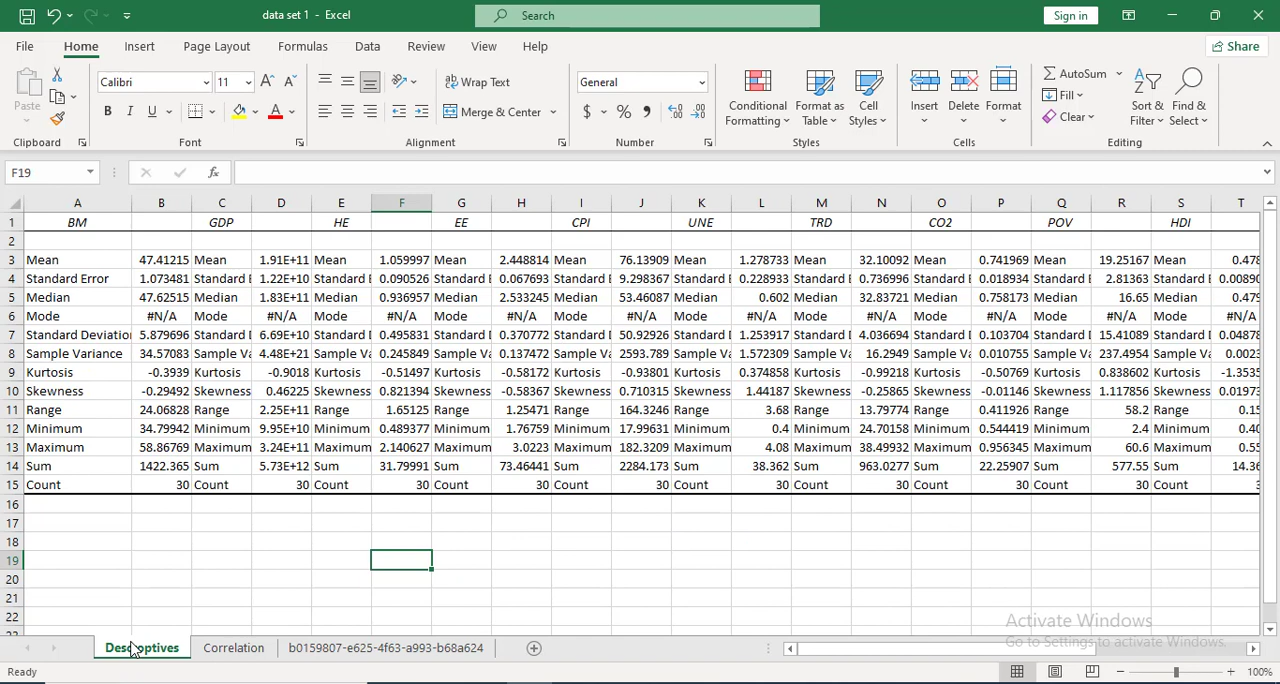 data set 1 - Excel
Search
Sign in
File Home Insert Page Layout Formulas Data Review View Help
Share
Paste
Calibri 11
Wrap Text
General
Merge & Center
Conditional Formatting
Format as Table
Cell Styles
Insert Delete Format
AutoSum
Fill
Clear
Sort & Filter
Find & Select
Clipboard Font Alignment Number Styles Cells Editing
F19
A B C D E F G H I J K L M N O P Q R S T
1 BM GDP HE EE CPI UNE TRD CO2 POV HDI
2
3 Mean 47.41215 Mean 1.91E+11 Mean 1.059997 Mean 2.448814 Mean 76.13909 Mean 1.278733 Mean 32.10092 Mean 0.741969 Mean 19.25167 Mean 0.478
4 Standard Error 1.073481 Standard E 1.22E+10 Standard E 0.090526 Standard E 0.067693 Standard E 9.298367 Standard E 0.228933 Standard E 0.736996 Standard E 0.018934 Standard E 2.81363 Standard E 0.00890
5 Median 47.62515 Median 1.83E+11 Median 0.936957 Median 2.533245 Median 53.46087 Median 0.602 Median 32.83721 Median 0.758173 Median 16.65 Median 0.479
6 Mode #N/A Mode #N/A Mode #N/A Mode #N/A Mode #N/A Mode #N/A Mode #N/A Mode #N/A Mode #N/A Mode #N/A
7 Standard Deviation 5.879696 Standard D 6.69E+10 Standard D 0.495831 Standard D 0.370772 Standard D 50.92926 Standard D 1.253917 Standard D 4.036694 Standard D 0.103704 Standard D 15.41089 Standard D 0.04878
8 Sample Variance 34.57083 Sample Va 4.48E+21 Sample Va 0.245849 Sample Va 0.137472 Sample Va 2593.789 Sample Va 1.572309 Sample Va 16.2949 Sample Va 0.010755 Sample Va 237.4954 Sample Va 0.0023
9 Kurtosis -0.3939 Kurtosis -0.9018 Kurtosis -0.51497 Kurtosis -0.58172 Kurtosis -0.93801 Kurtosis 0.374858 Kurtosis -0.99218 Kurtosis -0.50769 Kurtosis 0.838602 Kurtosis -1.3535
10 Skewness -0.29492 Skewness 0.46225 Skewness 0.821394 Skewness -0.58367 Skewness 0.710315 Skewness 1.44187 Skewness -0.25865 Skewness -0.01146 Skewness 1.117856 Skewness 0.01973
11 Range 24.06828 Range 2.25E+11 Range 1.65125 Range 1.25471 Range 164.3246 Range 3.68 Range 13.79774 Range 0.411926 Range 58.2 Range 0.15
12 Minimum 34.79942 Minimum 9.95E+10 Minimum 0.489377 Minimum 1.76759 Minimum 17.99631 Minimum 0.4 Minimum 24.70158 Minimum 0.544419 Minimum 2.4 Minimum 0.40
13 Maximum 58.86769 Maximum 3.24E+11 Maximum 2.140627 Maximum 3.0223 Maximum 182.3209 Maximum 4.08 Maximum 38.49932 Maximum 0.956345 Maximum 60.6 Maximum 0.55
14 Sum 1422.365 Sum 5.73E+12 Sum 31.79991 Sum 73.46441 Sum 2284.173 Sum 38.362 Sum 963.0277 Sum 22.25907 Sum 577.55 Sum 14.36
15 Count 30 Count 30 Count 30 Count 30 Count 30 Count 30 Count 30 Count 30 Count 30 Count
16
17
18
19
20
21
22
Activate Windows
Go to Settings to activate Windows.
Descriptives Correlation
Ready 100%